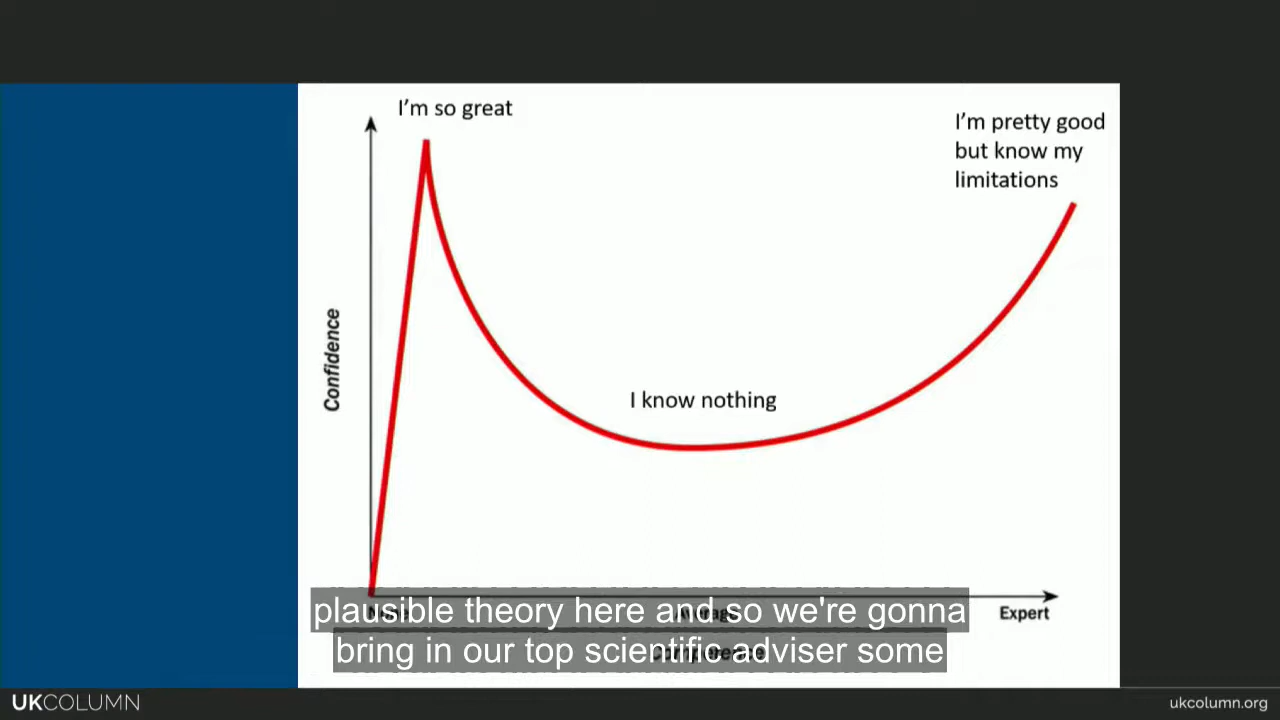 I'm so great
I'm pretty good
but know my
limitations
Confidence
I know nothing
Expert
plausible theory here and so we're gonna
bring in our top scientific adviser some
UKCOLUMN
ukcolumn.org